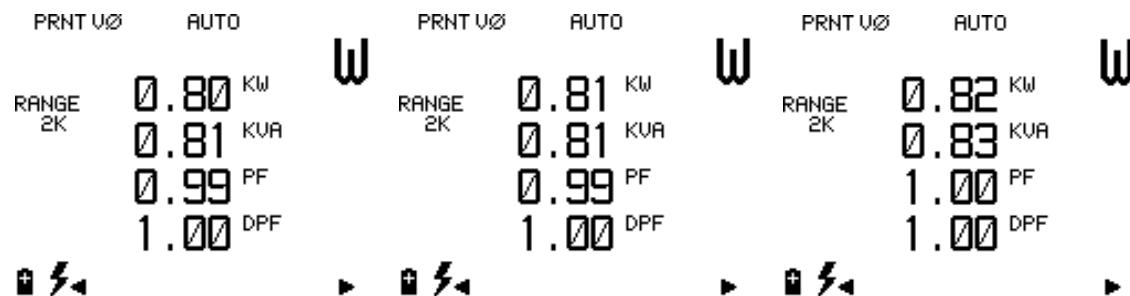 PRNT VØ AUTO
W
0.80 KW
RANGE
2K
0.81 KVA
0.99 PF
1.00 DPF
PRNT VØ AUTO
W
0.81 KW
RANGE
2K
0.81 KVA
0.99 PF
1.00 DPF
PRNT VØ AUTO
W
0.82 KW
RANGE
2K
0.83 KVA
1.00 PF
1.00 DPF